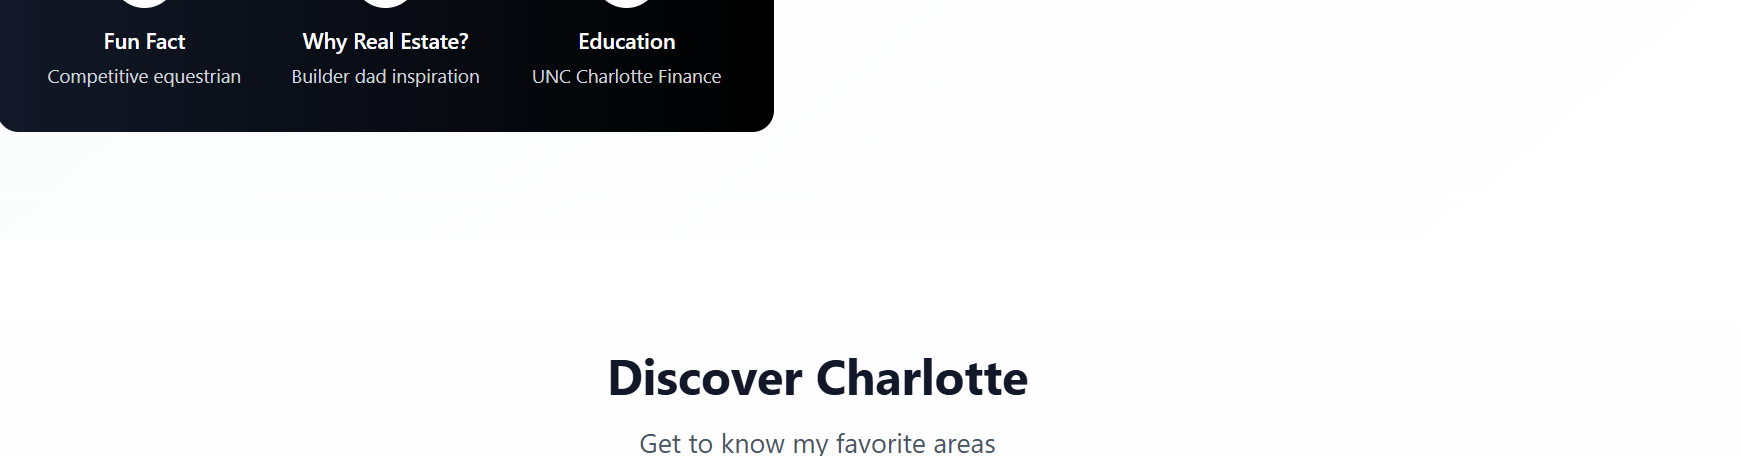 Fun Fact
Competitive equestrian
Why Real Estate?
Builder dad inspiration
Education
UNC Charlotte Finance
Discover Charlotte
Get to know my favorite areas